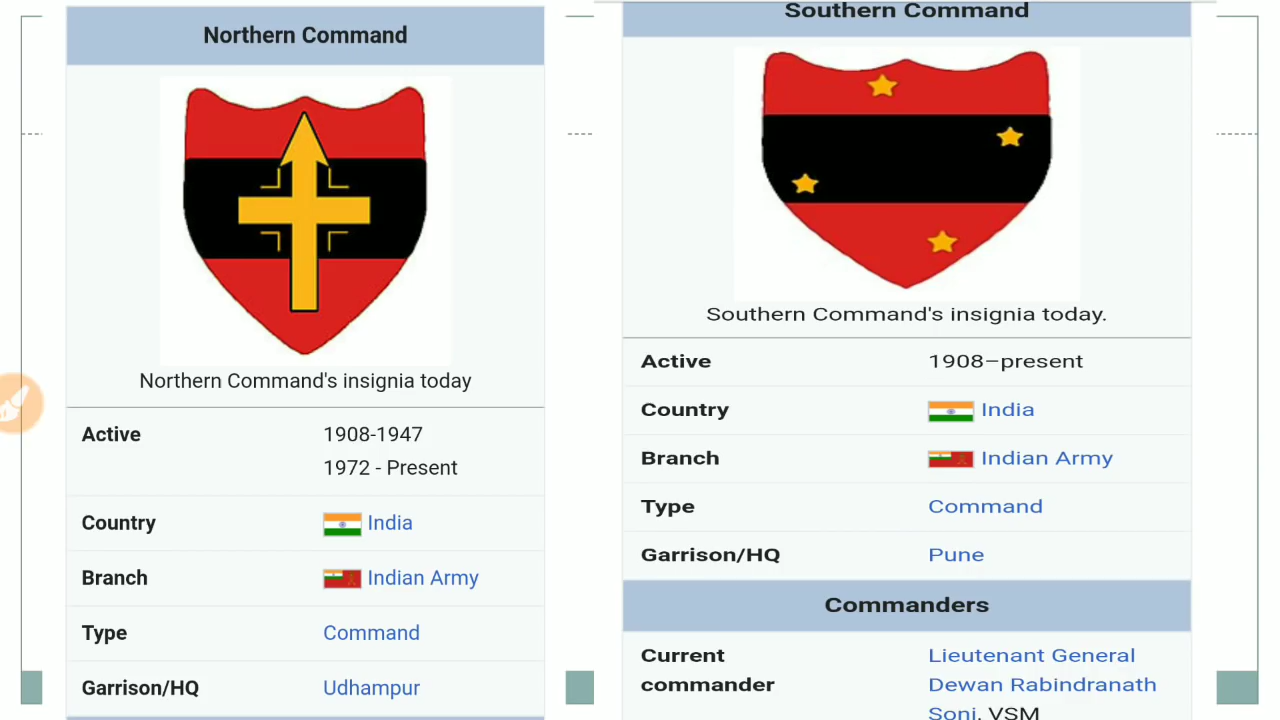 Northern Command
Northern Command's insignia today
Active 1908-1947
1972 - Present
Country India
Branch Indian Army
Type Command
Garrison/HQ Udhampur
Southern Command
Southern Command's insignia today.
Active 1908–present
Country India
Branch Indian Army
Type Command
Garrison/HQ Pune
Commanders
Current Lieutenant General
commander Dewan Rabindranath
Soni, VSM